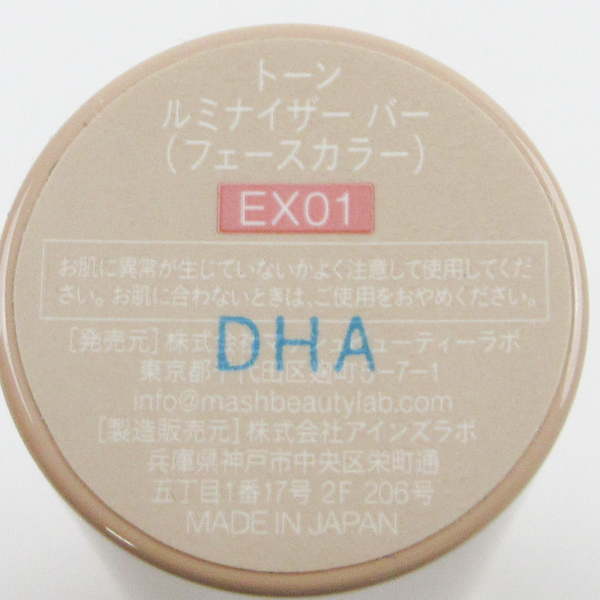 トーン
ルミナイザー バー
(フェースカラー)
EX01
お肌に異常が生じていないかよく注意して使用してくだ
さい。お肌に合わないときは、ご使用をおやめください。
DHA
[発売元] 株式会社マッシュビューティーラボ
東京都千代田区麹町5-7-1
info@mashbeautylab.com
[製造販売元] 株式会社アインズラボ
兵庫県神戸市中央区栄町通
五丁目1番17号 2F 206号
MADE IN JAPAN